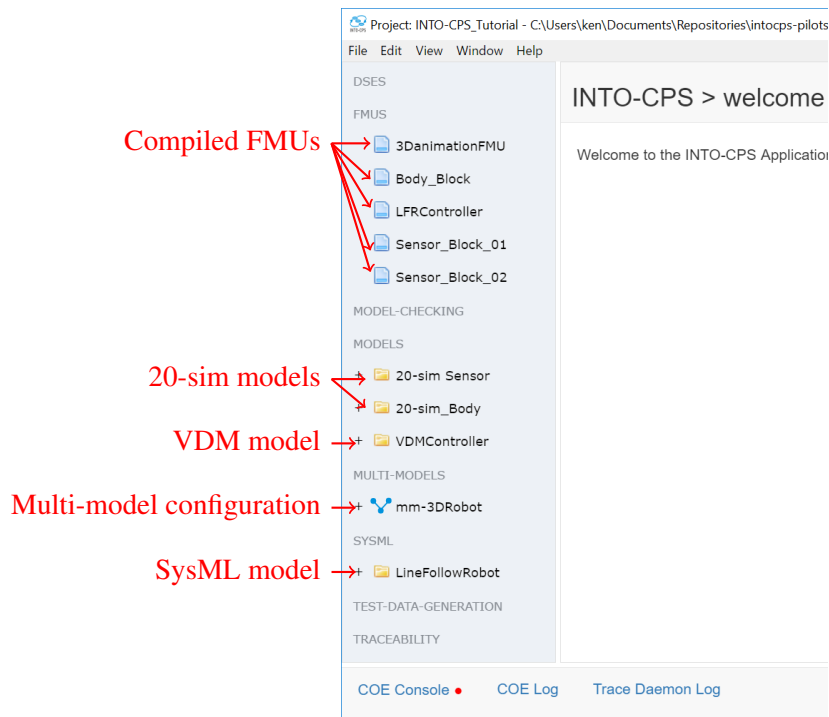 Project: INTO-CPS_Tutorial - C:\Users\ken\Documents\Repositories\intocps-pilots
File Edit View Window Help
DSES
INTO-CPS > welcome
FMUS
Compiled FMUs
3DanimationFMU
Welcome to the INTO-CPS Application
Body_Block
LFRController
Sensor_Block_01
Sensor_Block_02
MODEL-CHECKING
MODELS
20-sim models
+ 20-sim Sensor
+ 20-sim_Body
VDM model
+ VDMController
MULTI-MODELS
Multi-model configuration
+ mm-3DRobot
SYSML
SysML model
+ LineFollowRobot
TEST-DATA-GENERATION
TRACEABILITY
COE Console COE Log Trace Daemon Log